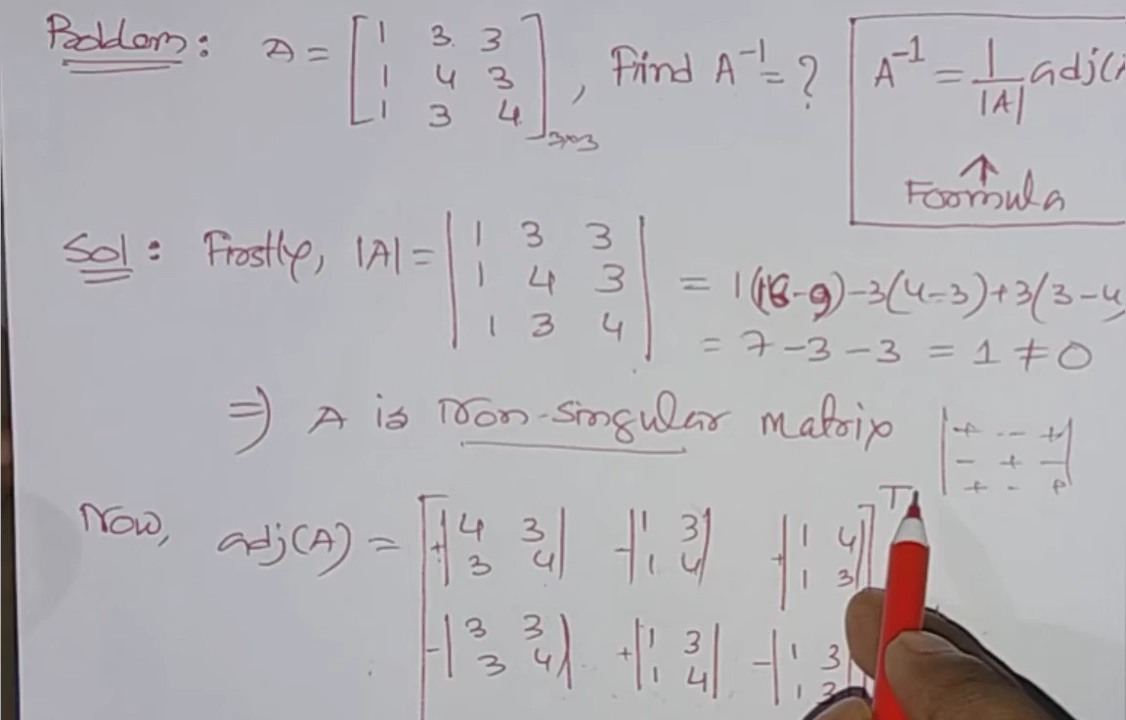 Problem: A = [1 3 3
1 4 3
1 3 4]3×3, Find A⁻¹ = ?
A⁻¹ = 1/|A| adj(A
↑
Formula
Sol: Firstly, |A| = |1 3 3
1 4 3
1 3 4| = 1(16-9)-3(4-3)+3(3-4)
= 7-3-3 = 1 ≠ 0
⇒ A is Non-singular matrix
|+ - +|
|- + -|
|+ - +|
Now, adj(A) = [+|4 3| -|1 3| +|1 4|]T
|3 4| |1 4| |1 3|
-|3 3| +|1 3| -|1 3|
|3 4| |1 4| |1 3|